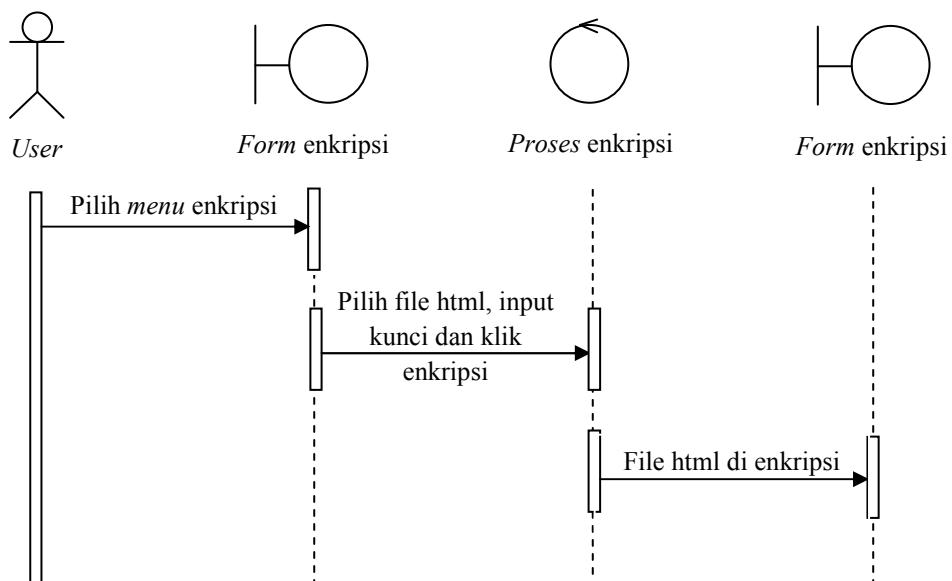 User
Form enkripsi
Proses enkripsi
Form enkripsi
Pilih menu enkripsi
Pilih file html, input
kunci dan klik
enkripsi
File html di enkripsi